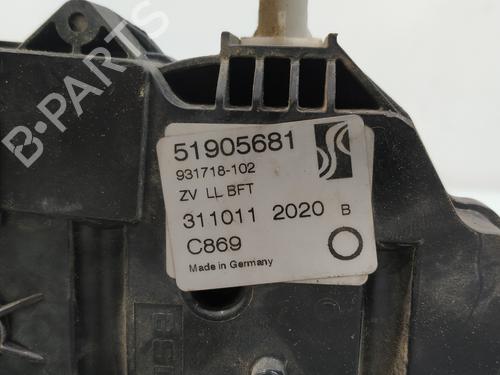 51905681
931718-102
ZV LL BFT
311011 2020 B
C869
Made in Germany
B-PARTS